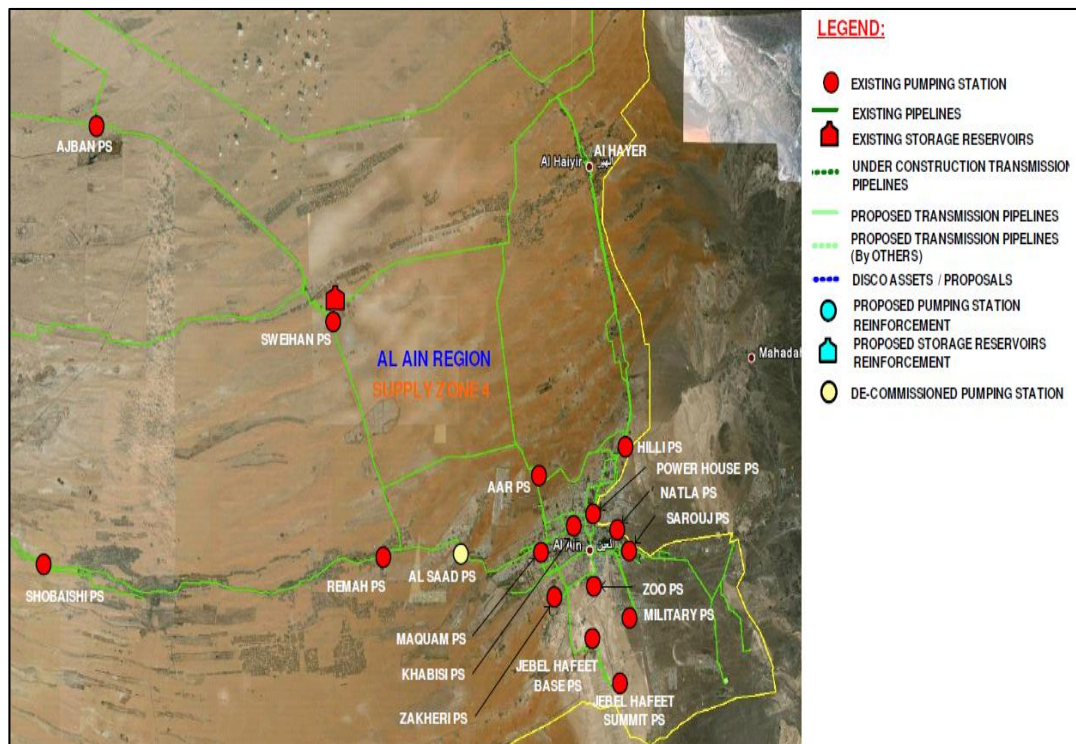 LEGEND:
EXISTING PUMPING STATION
EXISTING PIPELINES
EXISTING STORAGE RESERVOIRS
UNDER CONSTRUCTION TRANSMISSION
PIPELINES
PROPOSED TRANSMISSION PIPELINES
PROPOSED TRANSMISSION PIPELINES
(By OTHERS)
DISCO ASSETS / PROPOSALS
PROPOSED PUMPING STATION
REINFORCEMENT
PROPOSED STORAGE RESERVOIRS
REINFORCEMENT
DE-COMMISSIONED PUMPING STATION
AJBAN PS
Al HAYER
Al Haiyir
الهير
SWEIHAN PS
AL AIN REGION
SUPPLY ZONE 4
Mahadah
HILLI PS
POWER HOUSE PS
NATLA PS
SAROUJ PS
AAR PS
Al Ain
العين
SHOBAISHI PS
REMAH PS
AL SAAD PS
ZOO PS
MILITARY PS
MAQUAM PS
KHABISI PS
ZAKHERI PS
JEBEL HAFEET
BASE PS
JEBEL HAFEET
SUMMIT PS